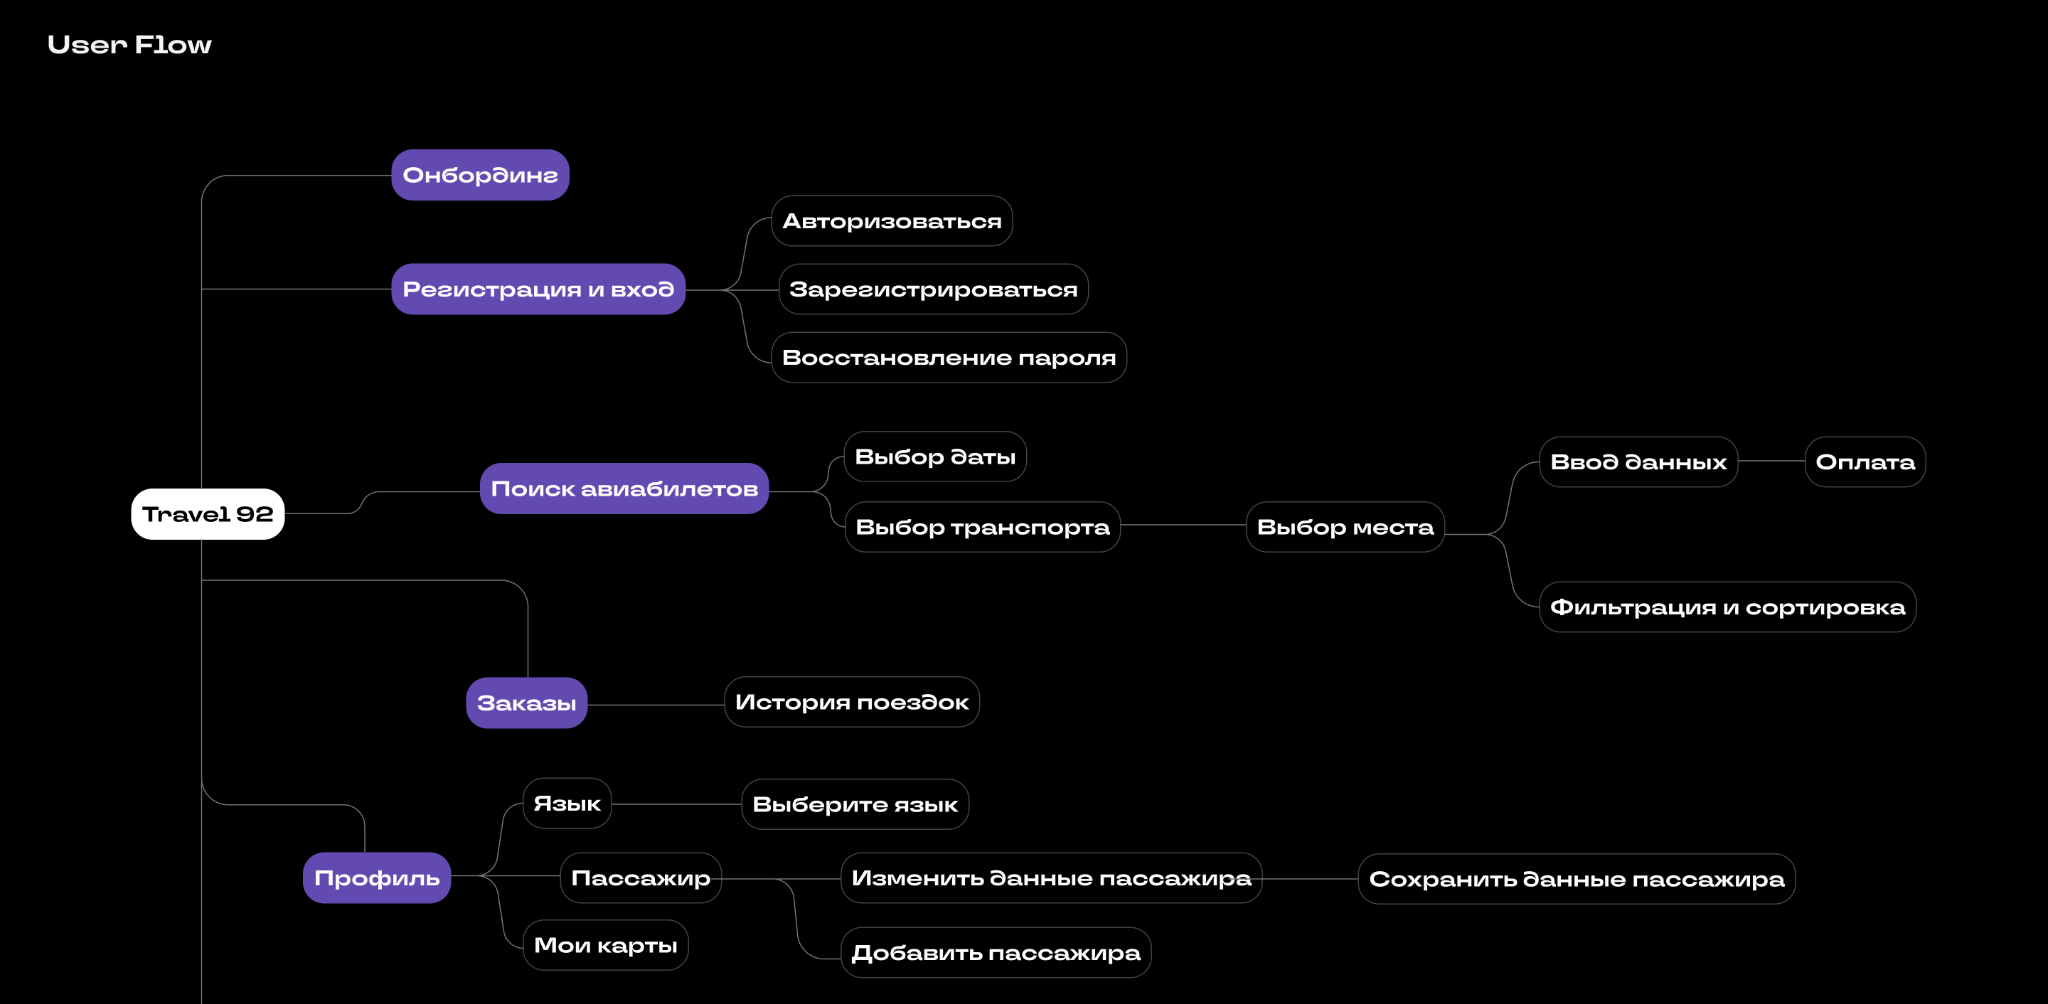 User Flow
Онбординг
Авторизоваться
Регистрация и вход
Зарегистрироваться
Восстановление пароля
Travel 92
Поиск авиабилетов
Выбор даты
Выбор транспорта
Выбор места
Ввод данных
Оплата
Фильтрация и сортировка
Заказы
История поездок
Язык
Выберите язык
Профиль
Пассажир
Изменить данные пассажира
Сохранить данные пассажира
Мои карты
Добавить пассажира